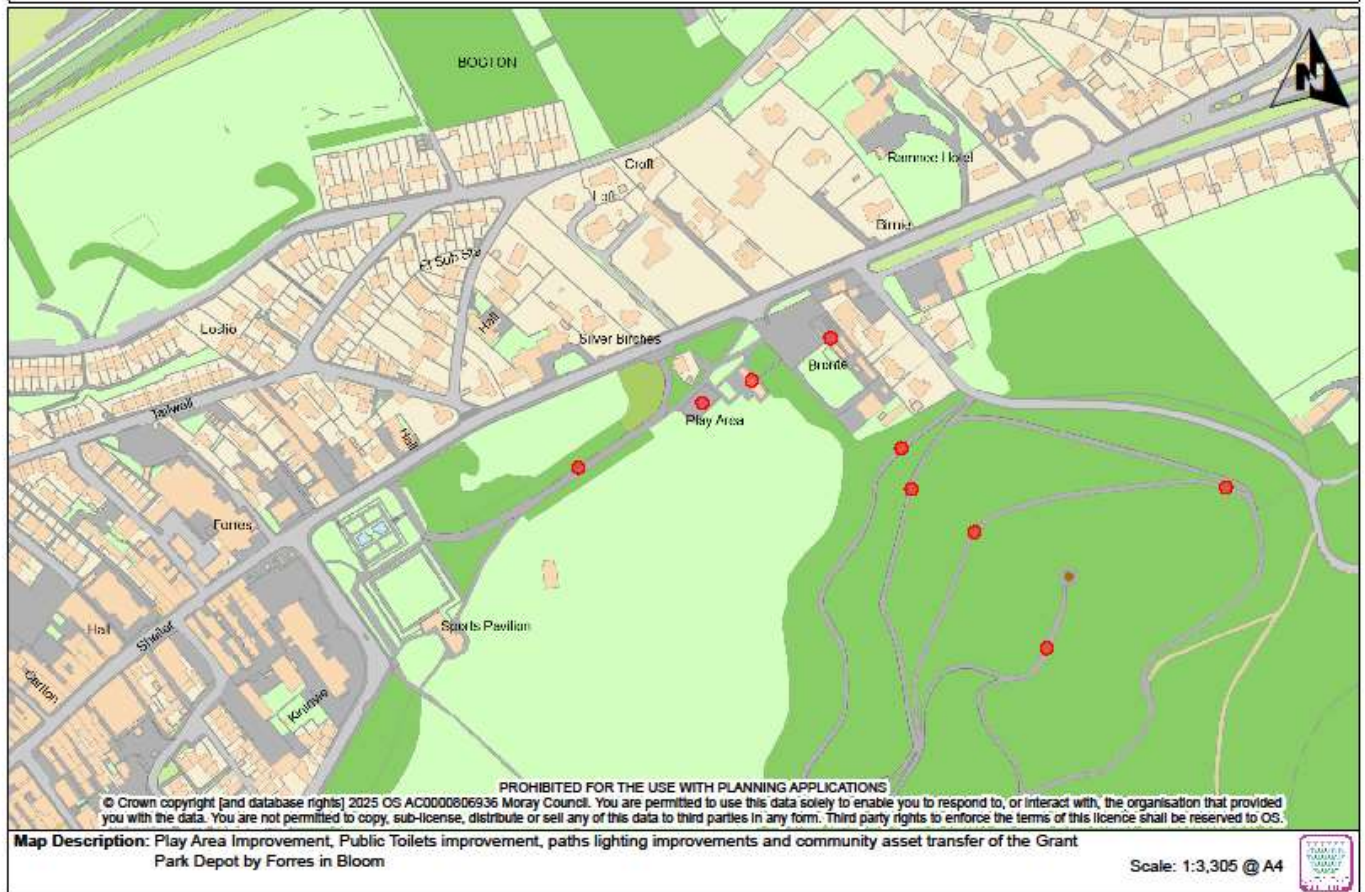 BOGTON
N
Croft
Ramnee Hotel
Birnie
El Sub Sta
Hall
Silver Birches
Bronte
Play Area
Hall
Forres
Sports Pavilion
Hall
Carlton
Kininvie
PROHIBITED FOR THE USE WITH PLANNING APPLICATIONS
© Crown copyright [and database rights] 2025 OS AC0000806936 Moray Council. You are permitted to use this data solely to enable you to respond to, or interact with, the organisation that provided
you with the data. You are not permitted to copy, sub-license, distribute or sell any of this data to third parties in any form. Third party rights to enforce the terms of this licence shall be reserved to OS.
Map Description: Play Area Improvement, Public Toilets improvement, paths lighting improvements and community asset transfer of the Grant
Park Depot by Forres in Bloom
Scale: 1:3,305 @ A4